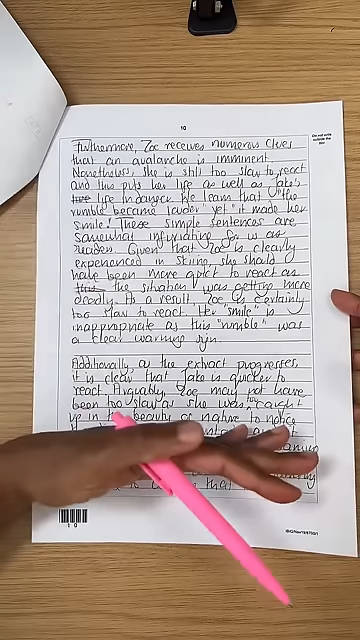 10
Do not write
outside the
box
Furthermore, Zoe receives numerous clues
that an avalanche is imminent.
Nonetheless, she is still too slow to react
and this puts her life as well as Jake's
life in danger. We learn that "the
rumble became louder" yet "it made her
smile". These simple sentences are
somewhat infuriating for us as
readers. Given that Zoe is clearly
experienced in skiing, she should
have been more quick to react as
the situation was getting more
deadly. As a result, Zoe is certainly
too slow to react. Her "smile" is
inappropriate as this "rumble" was
a clear warning sign.
Additionally, as the extract progresses,
it is clear that Jake is quicker to
react. Arguably, Zoe may not have
been too slow as she was too caught
up in the beauty of nature to notice
that
10